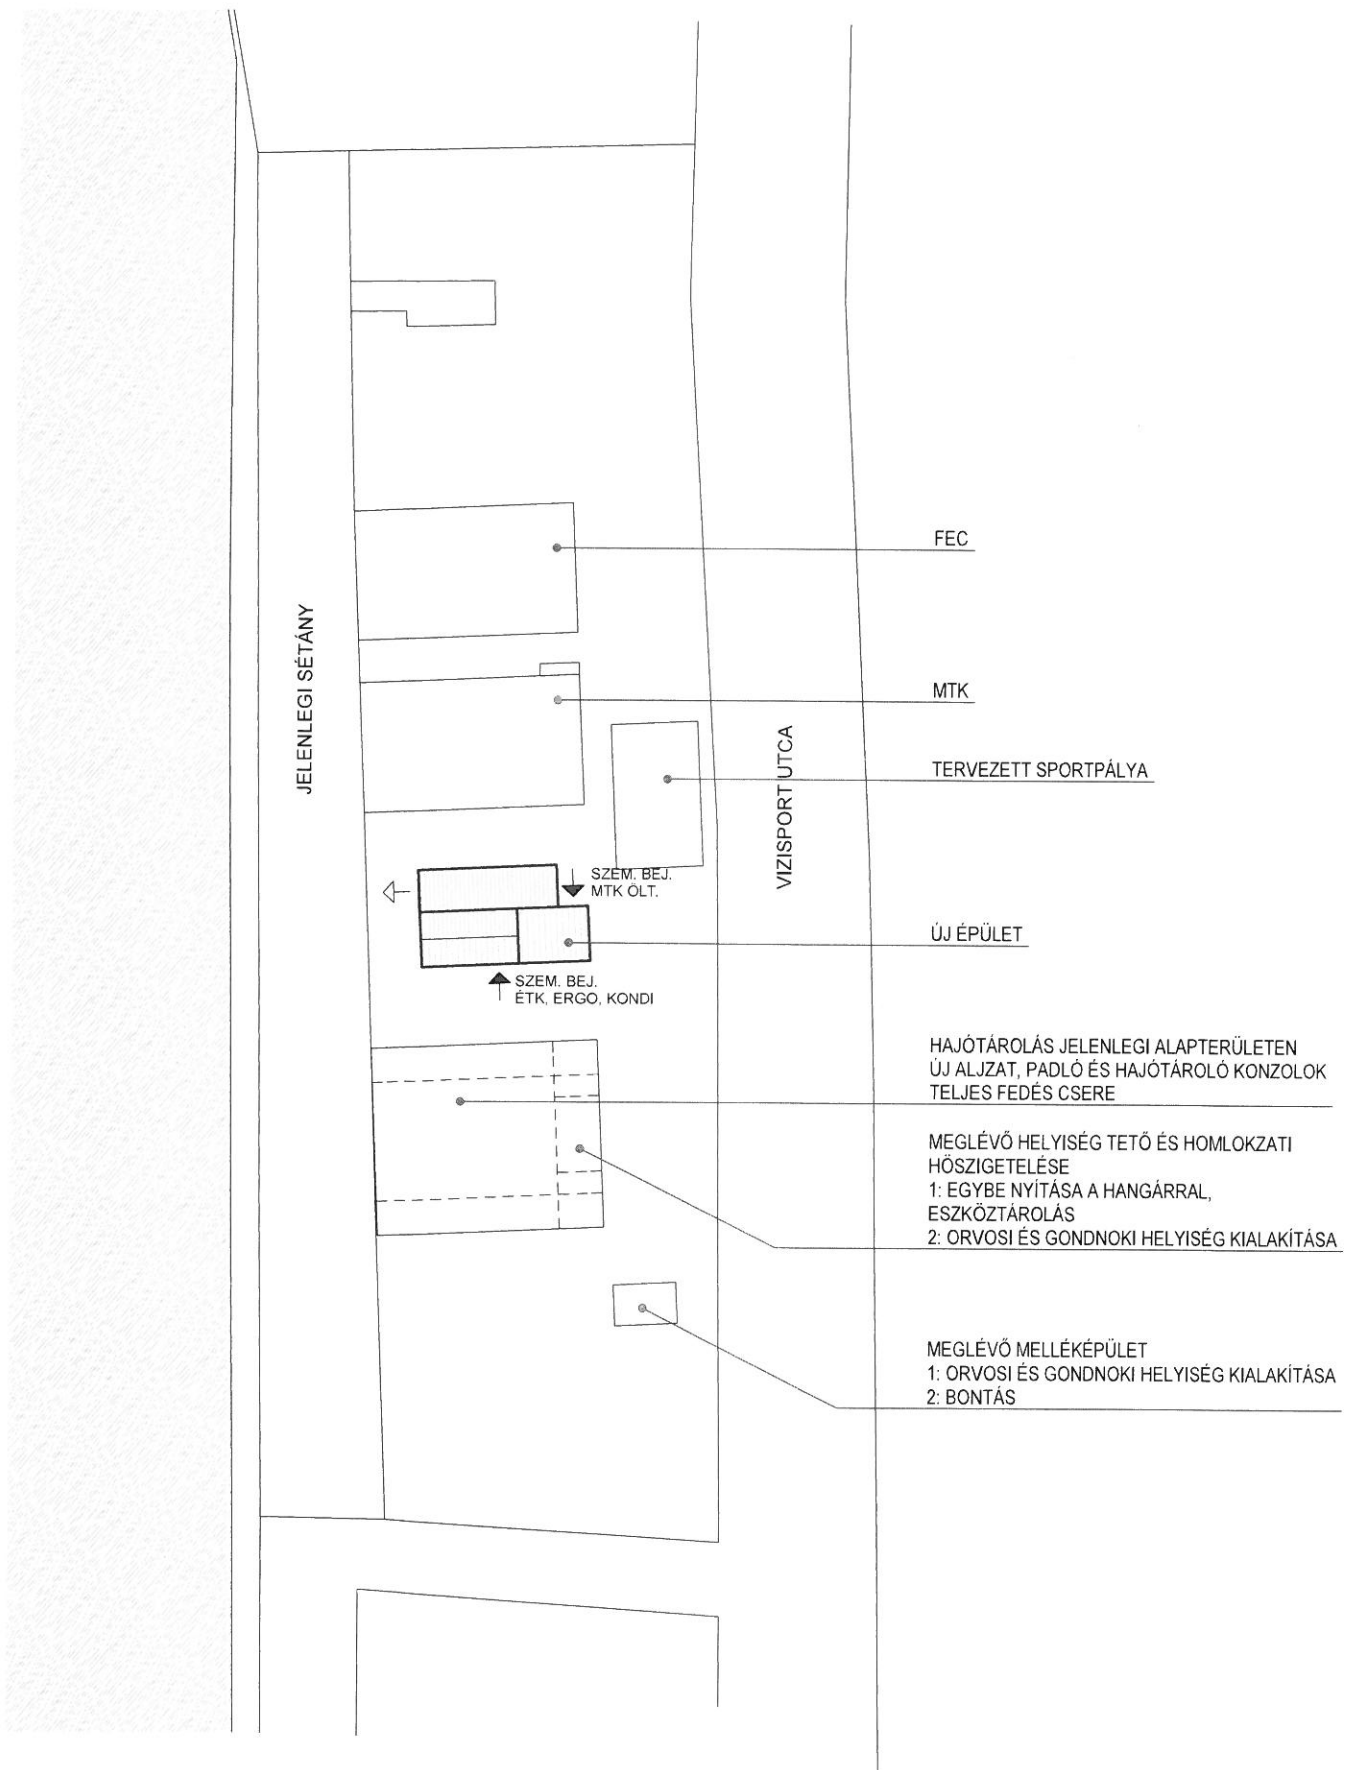 FEC
JELENLEGI SÉTÁNY
MTK
VIZISPORT UTCA
TERVEZETT SPORTPÁLYA
SZEM. BEJ.
MTK ÖLT.
ÚJ ÉPÜLET
SZEM. BEJ.
ÉTK, ERGO, KONDI
HAJÓTÁROLÁS JELENLEGI ALAPTERÜLETEN
ÚJ ALJZAT, PADLÓ ÉS HAJÓTÁROLÓ KONZOLOK
TELJES FEDÉS CSERE
MEGLÉVŐ HELYISÉG TETŐ ÉS HOMLOKZATI
HŐSZIGETELÉSE
1: EGYBE NYÍTÁSA A HANGÁRRAL,
ESZKÖZTÁROLÁS
2: ORVOSI ÉS GONDNOKI HELYISÉG KIALAKÍTÁSA
MEGLÉVŐ MELLÉKÉPÜLET
1: ORVOSI ÉS GONDNOKI HELYISÉG KIALAKÍTÁSA
2: BONTÁS